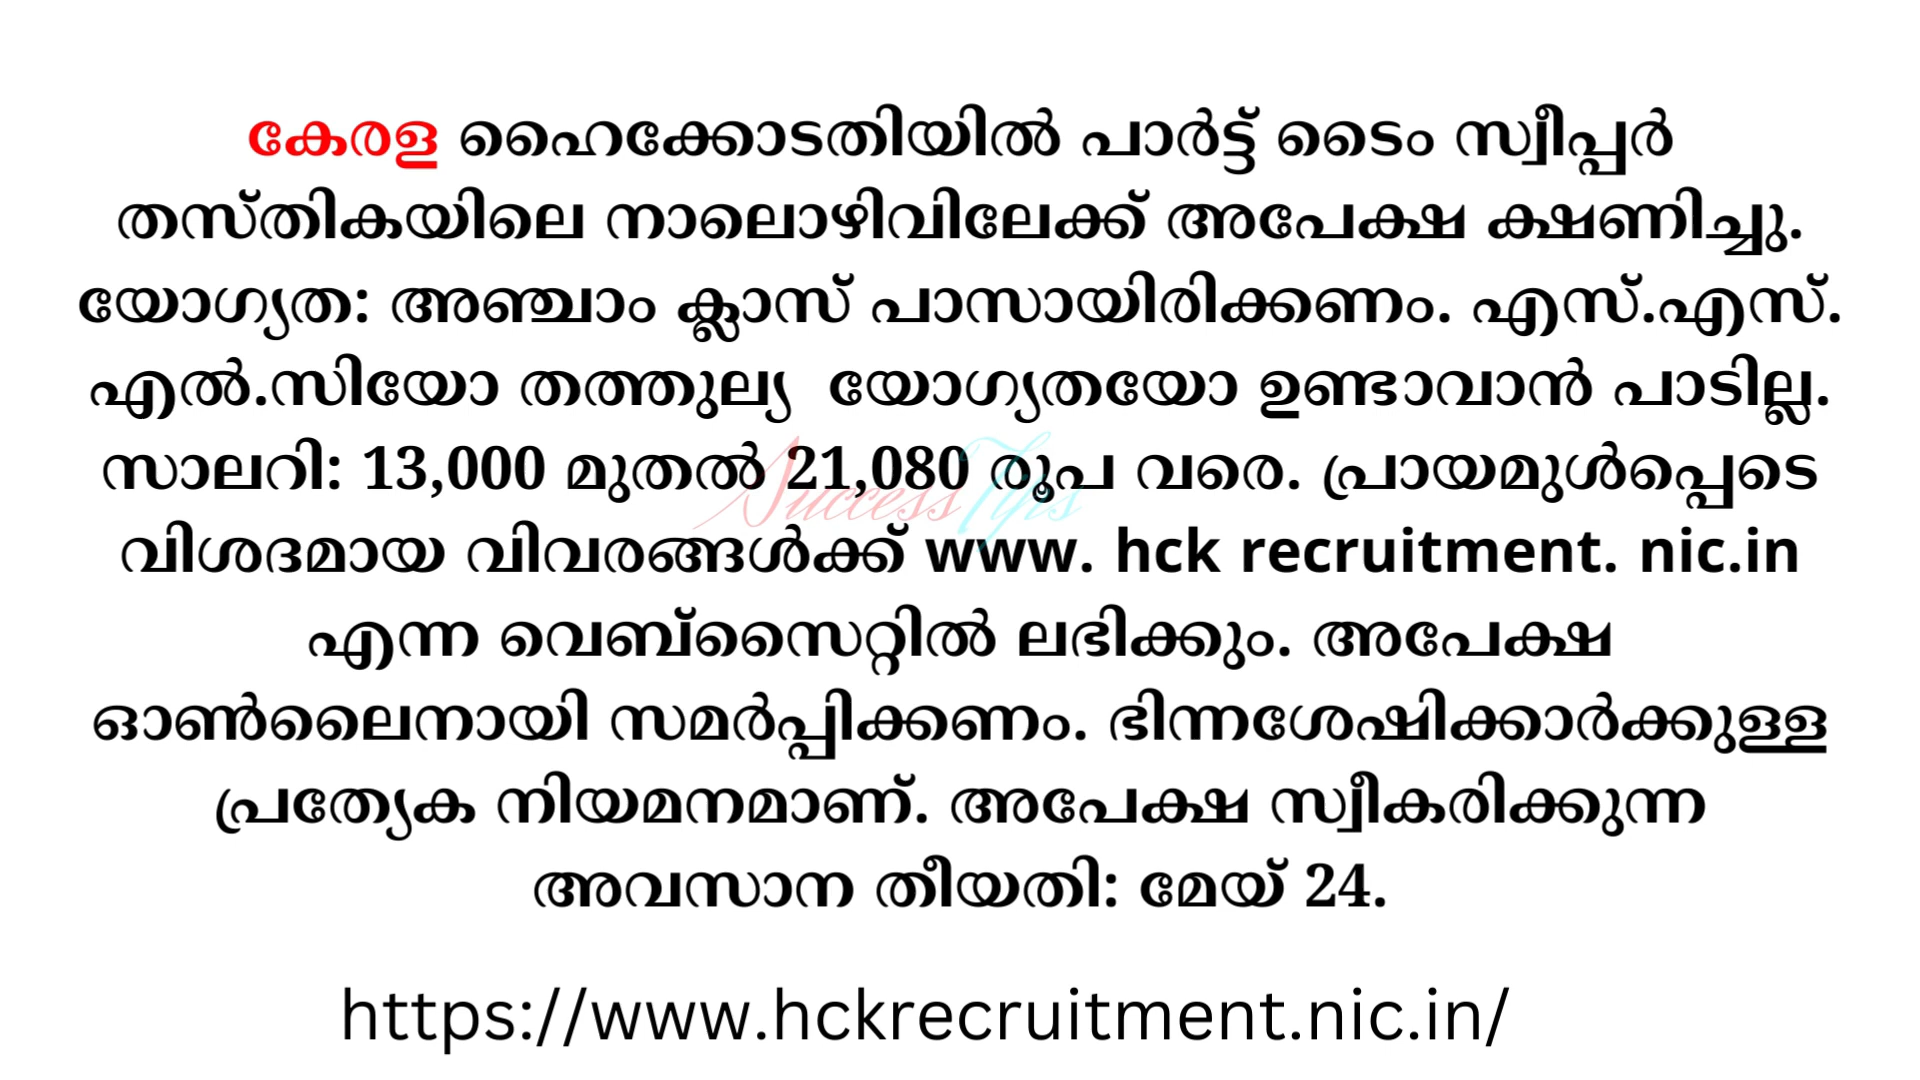 കേരള ഹൈക്കോടതിയിൽ പാർട്ട് ടൈം സ്വീപ്പർ
തസ്തികയിലെ നാലൊഴിവിലേക്ക് അപേക്ഷ ക്ഷണിച്ചു.
യോഗ്യത: അഞ്ചാം ക്ലാസ് പാസായിരിക്കണം. എസ്.എസ്.
എൽ.സിയോ തത്തുല്യ യോഗ്യതയോ ഉണ്ടാവാൻ പാടില്ല.
സാലറി: 13,000 മുതൽ 21,080 രൂപ വരെ. പ്രായമുൾപ്പെടെ
Success Tips
വിശദമായ വിവരങ്ങൾക്ക് www. hck recruitment. nic.in
എന്ന വെബ്സൈറ്റിൽ ലഭിക്കും. അപേക്ഷ
ഓൺലൈനായി സമർപ്പിക്കണം. ഭിന്നശേഷിക്കാർക്കുള്ള
പ്രത്യേക നിയമനമാണ്. അപേക്ഷ സ്വീകരിക്കുന്ന
അവസാന തീയതി: മേയ് 24.
https://www.hckrecruitment.nic.in/